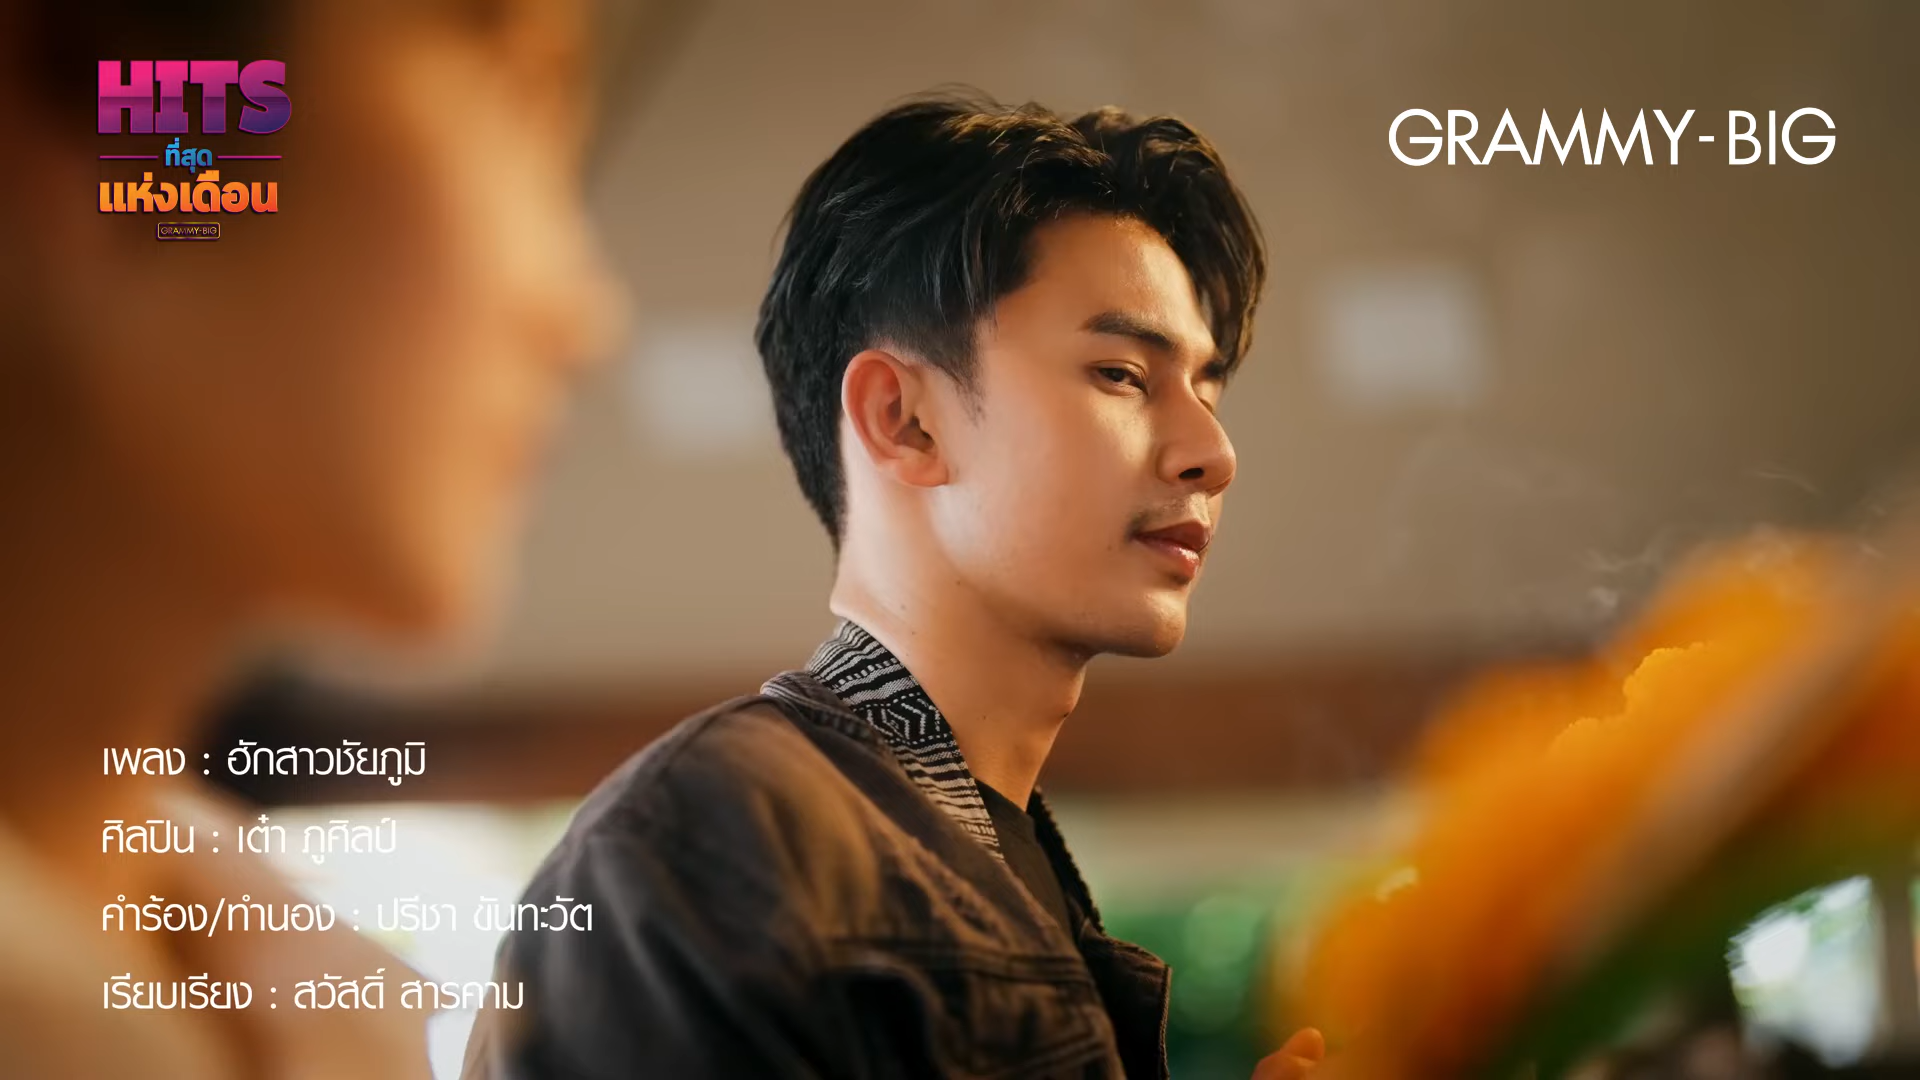 HITS
ที่สุด
แห่งเดือน
GRAMMY-BIG
GRAMMY-BIG
เพลง : ฮักสาวชัยภูมิ
ศิลปิน : เต๋า ภูศิลป์
คำร้อง/ทำนอง : ปรีชา ขันทะวัต
เรียบเรียง : สวัสดิ์ สารคาม